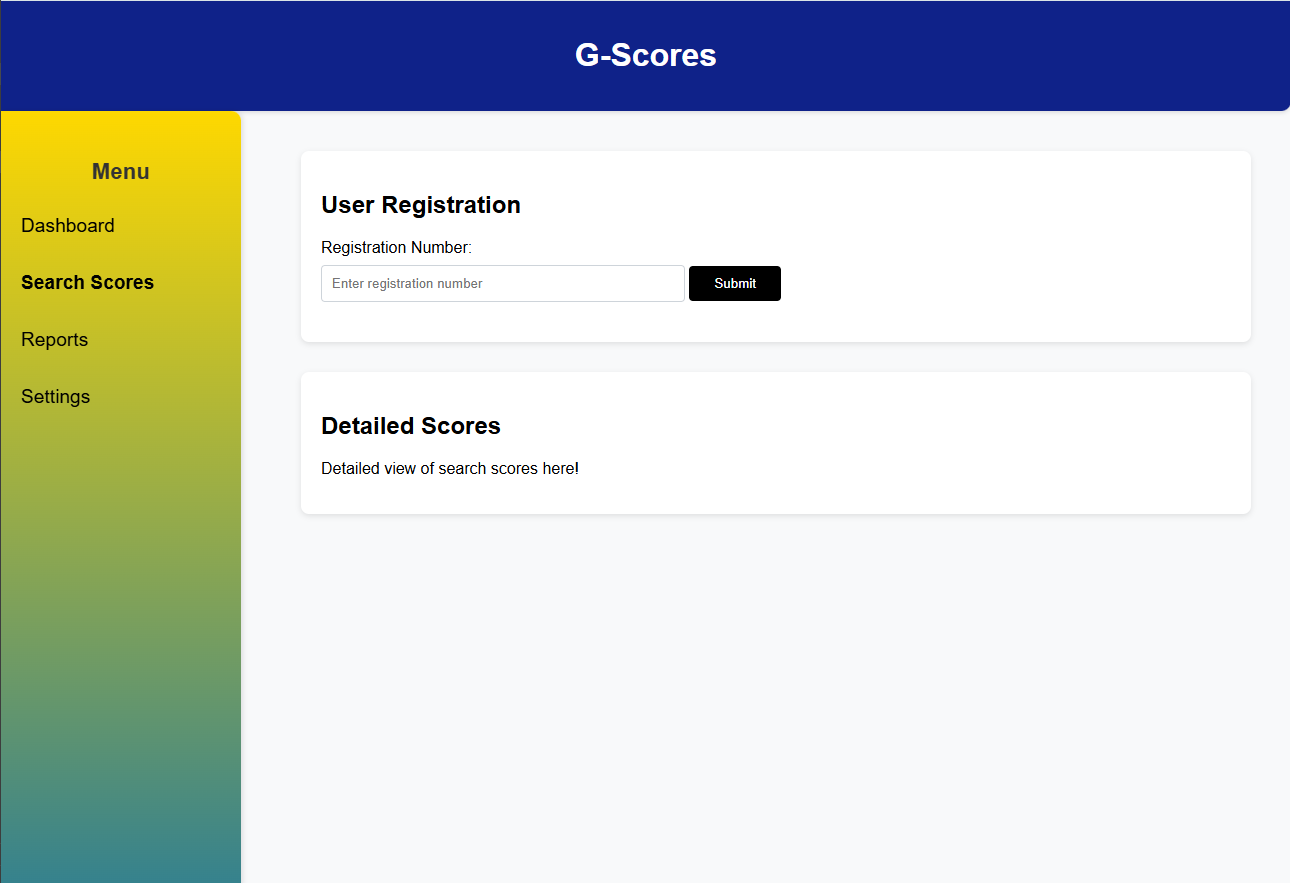 G-Scores
Menu
Dashboard
Search Scores
Reports
Settings
User Registration
Registration Number:
Enter registration number
Submit
Detailed Scores
Detailed view of search scores here!